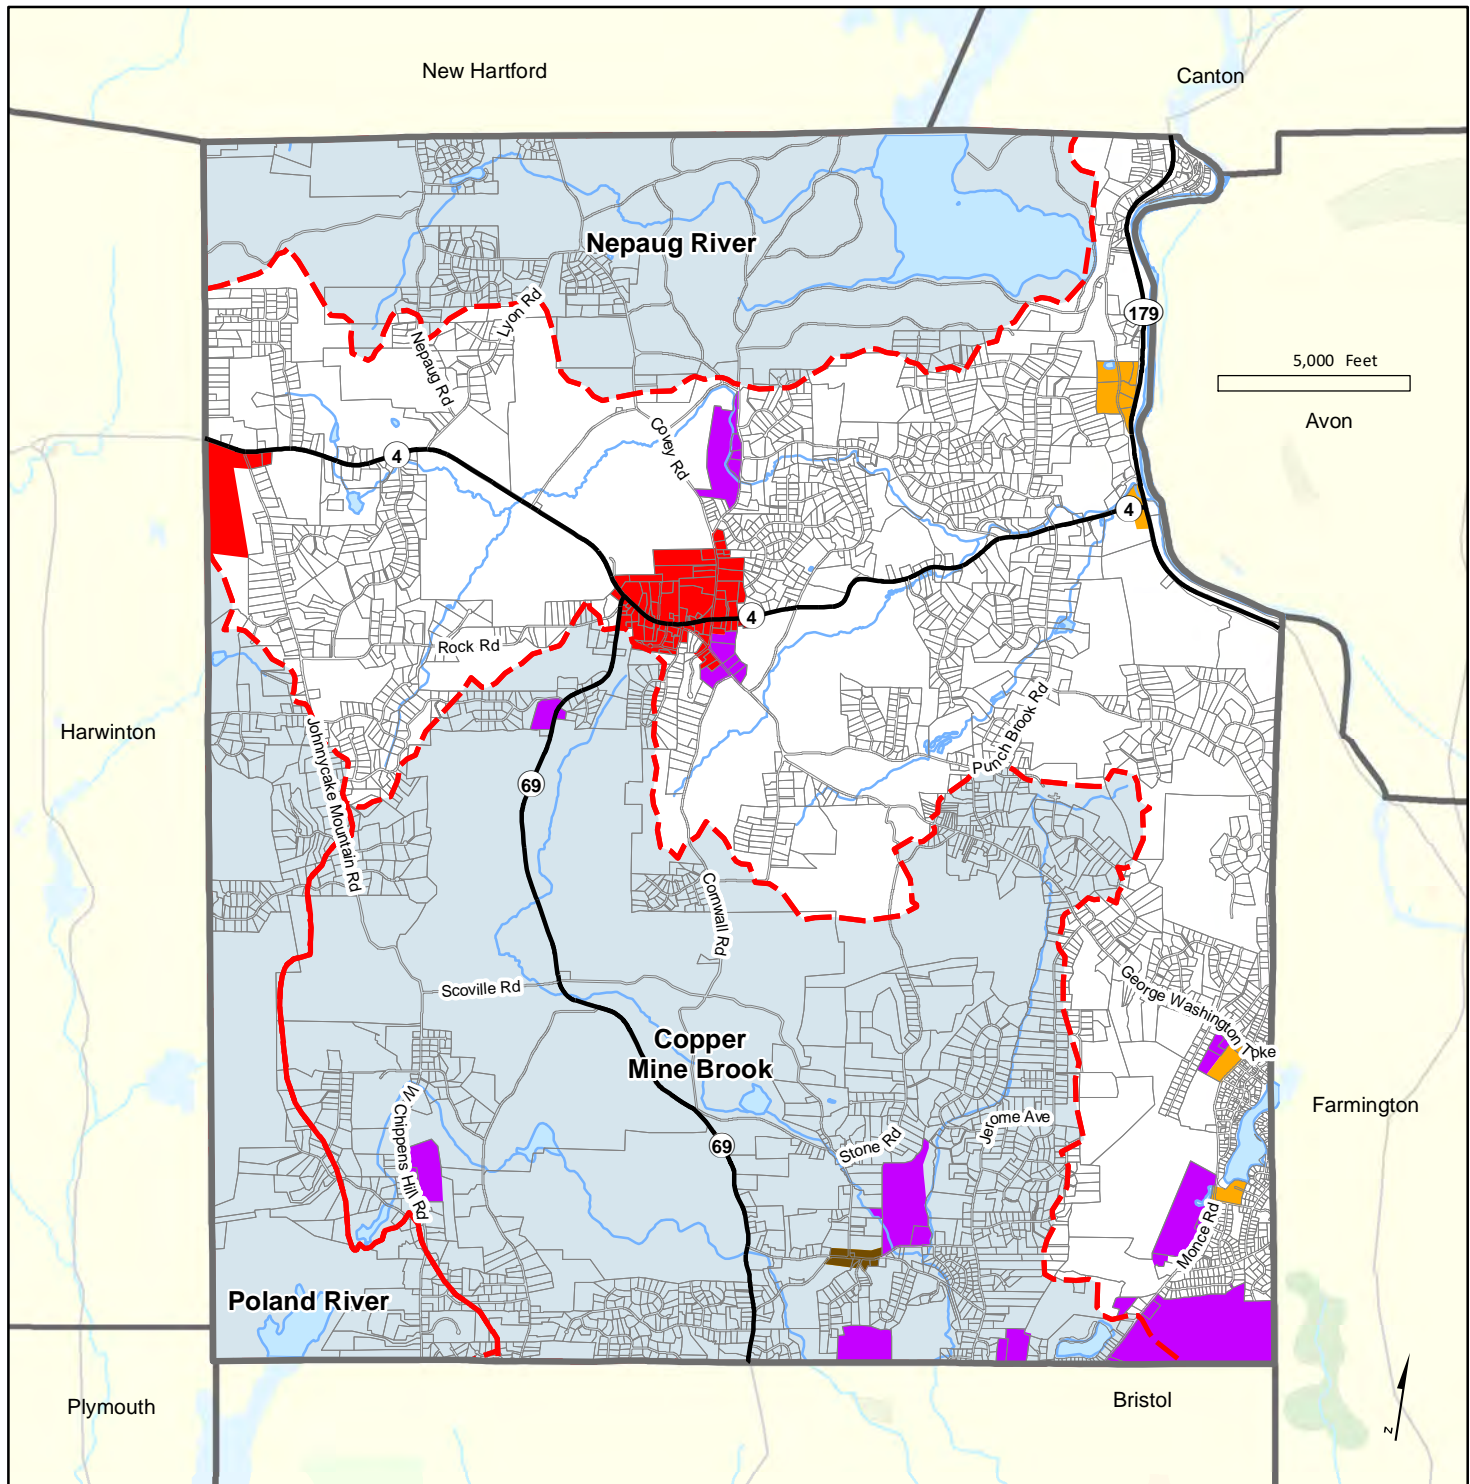 New Hartford
Canton
Nepaug River
Lyon Rd
Nepaug Rd
179
5,000 Feet
Avon
Covey Rd
4
4
4
Rock Rd
Harwinton
Johnnycake Mountain Rd
Punch Brook Rd
69
Cornwall Rd
Scoville Rd
George Washington Tpke
Copper
Mine Brook
Farmington
W. Chippens Hill Rd
Jerome Ave
Stone Rd
69
Monce Rd
Poland River
Plymouth
Bristol
N